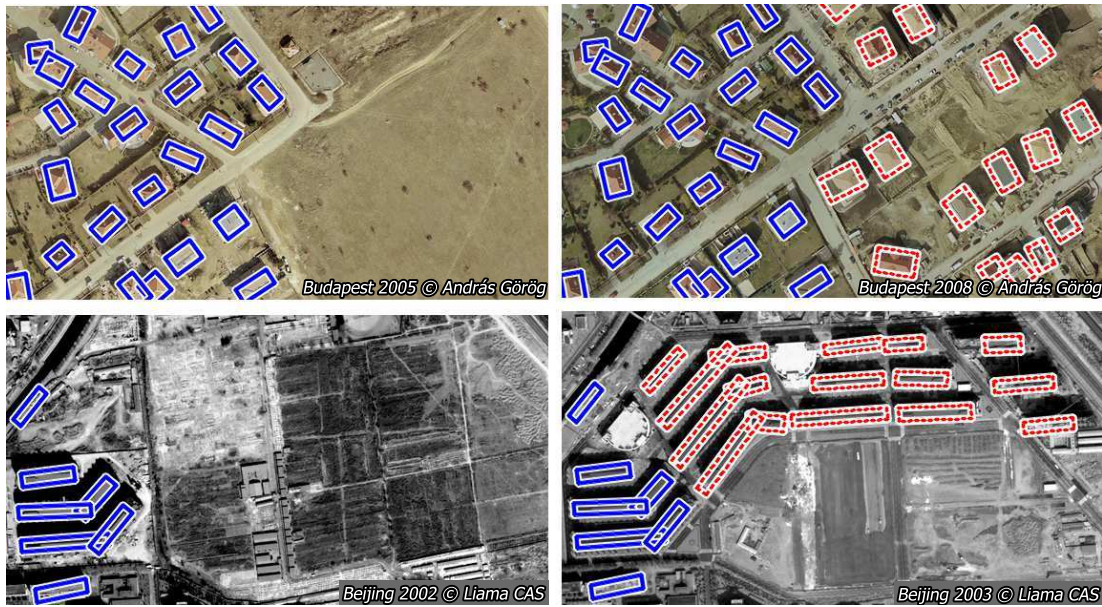 Budapest 2005 © András Görög
Budapest 2008 © András Görög
Beijing 2002 © Liama CAS
Beijing 2003 © Liama CAS